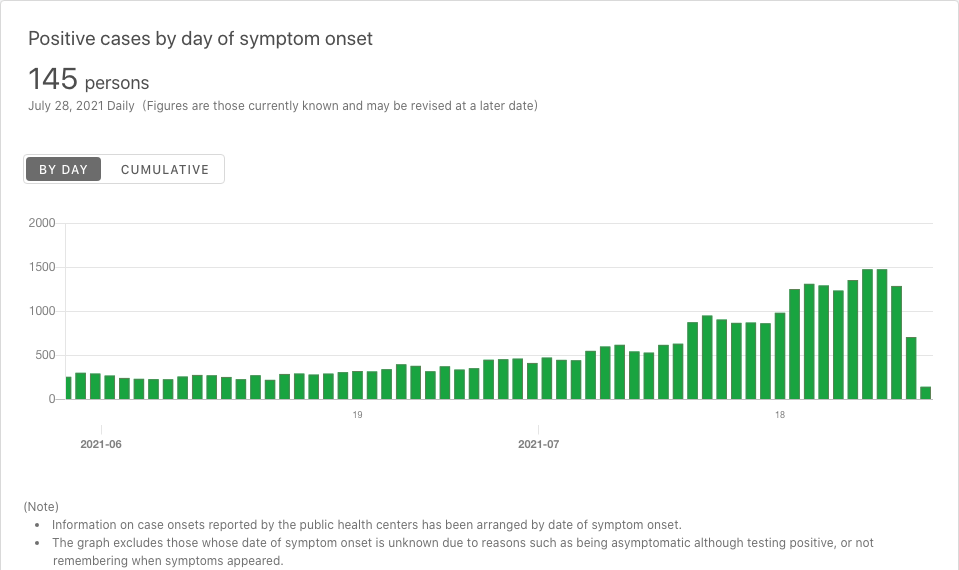 Positive cases by day of symptom onset
145 persons
July 28, 2021 Daily (Figures are those currently known and may be revised at a later date)
BY DAY CUMULATIVE
2000
1500
1000
500
0
19 18
2021-06 2021-07
(Note)
• Information on case onsets reported by the public health centers has been arranged by date of symptom onset.
• The graph excludes those whose date of symptom onset is unknown due to reasons such as being asymptomatic although testing positive, or not
remembering when symptoms appeared.